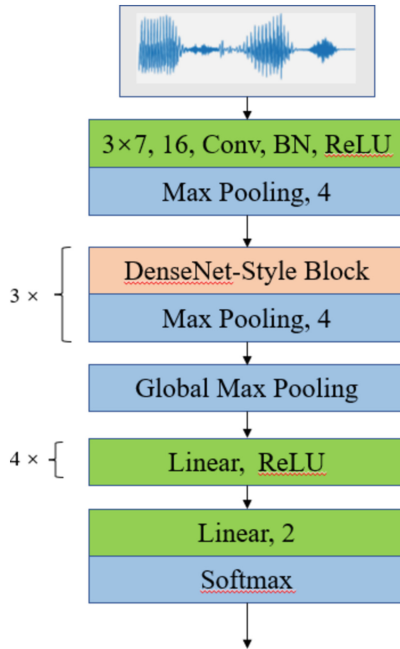 3×7, 16, Conv, BN, ReLU
Max Pooling, 4
3 ×
DenseNet-Style Block
Max Pooling, 4
Global Max Pooling
4 ×
Linear, ReLU
Linear, 2
Softmax